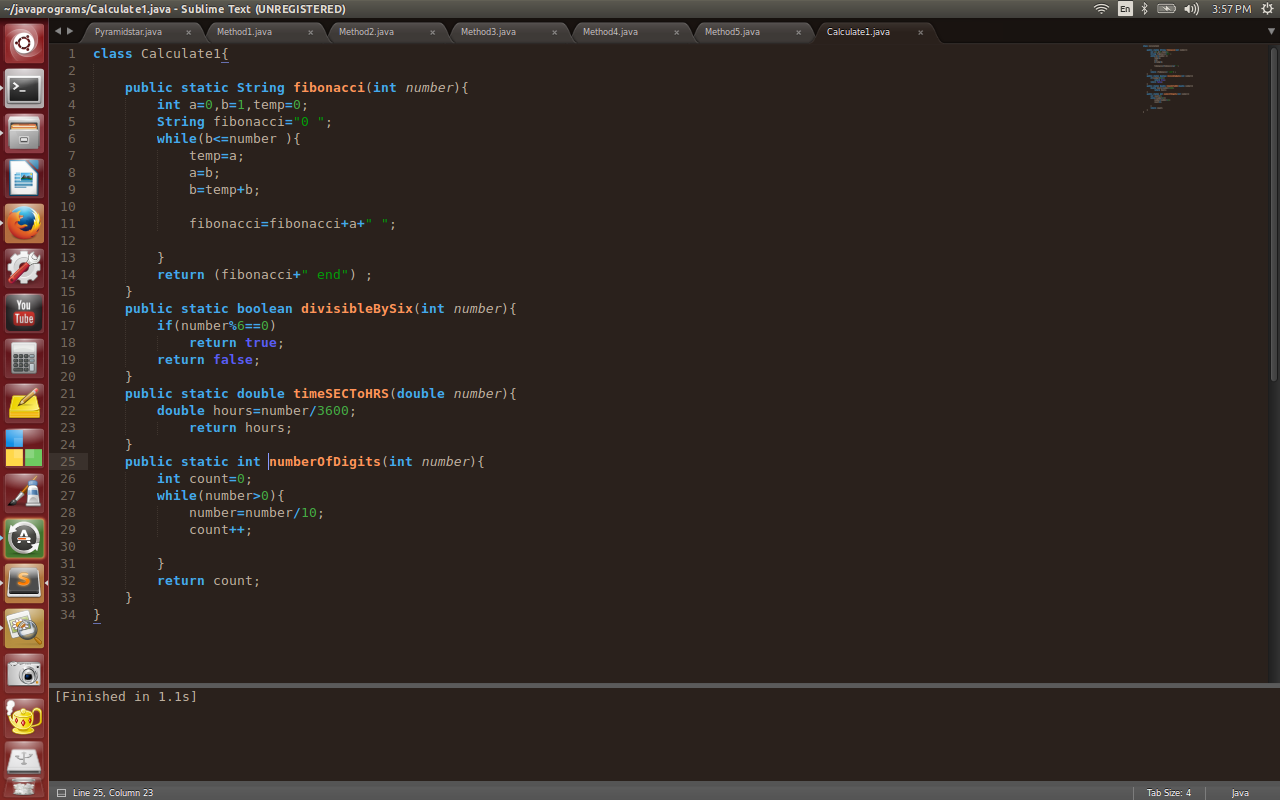 ~/javaprograms/Calculate1.java - Sublime Text (UNREGISTERED)
En
3:57 PM
Pyramidstar.java × Method1.java × Method2.java × Method3.java × Method4.java × Method5.java × Calculate1.java ×
1 class Calculate1{
2
3 public static String fibonacci(int number){
4 int a=0,b=1,temp=0;
5 String fibonacci="0 ";
6 while(b<=number ){
7 temp=a;
8 a=b;
9 b=temp+b;
10
11 fibonacci=fibonacci+a+" ";
12
13 }
14 return (fibonacci+" end") ;
15 }
16 public static boolean divisibleBySix(int number){
17 if(number%6==0)
18 return true;
19 return false;
20 }
21 public static double timeSECToHRS(double number){
22 double hours=number/3600;
23 return hours;
24 }
25 public static int numberOfDigits(int number){
26 int count=0;
27 while(number>0){
28 number=number/10;
29 count++;
30
31 }
32 return count;
33 }
34 }
You
Tube
A
S
[Finished in 1.1s]
Line 25, Column 23
Tab Size: 4
Java